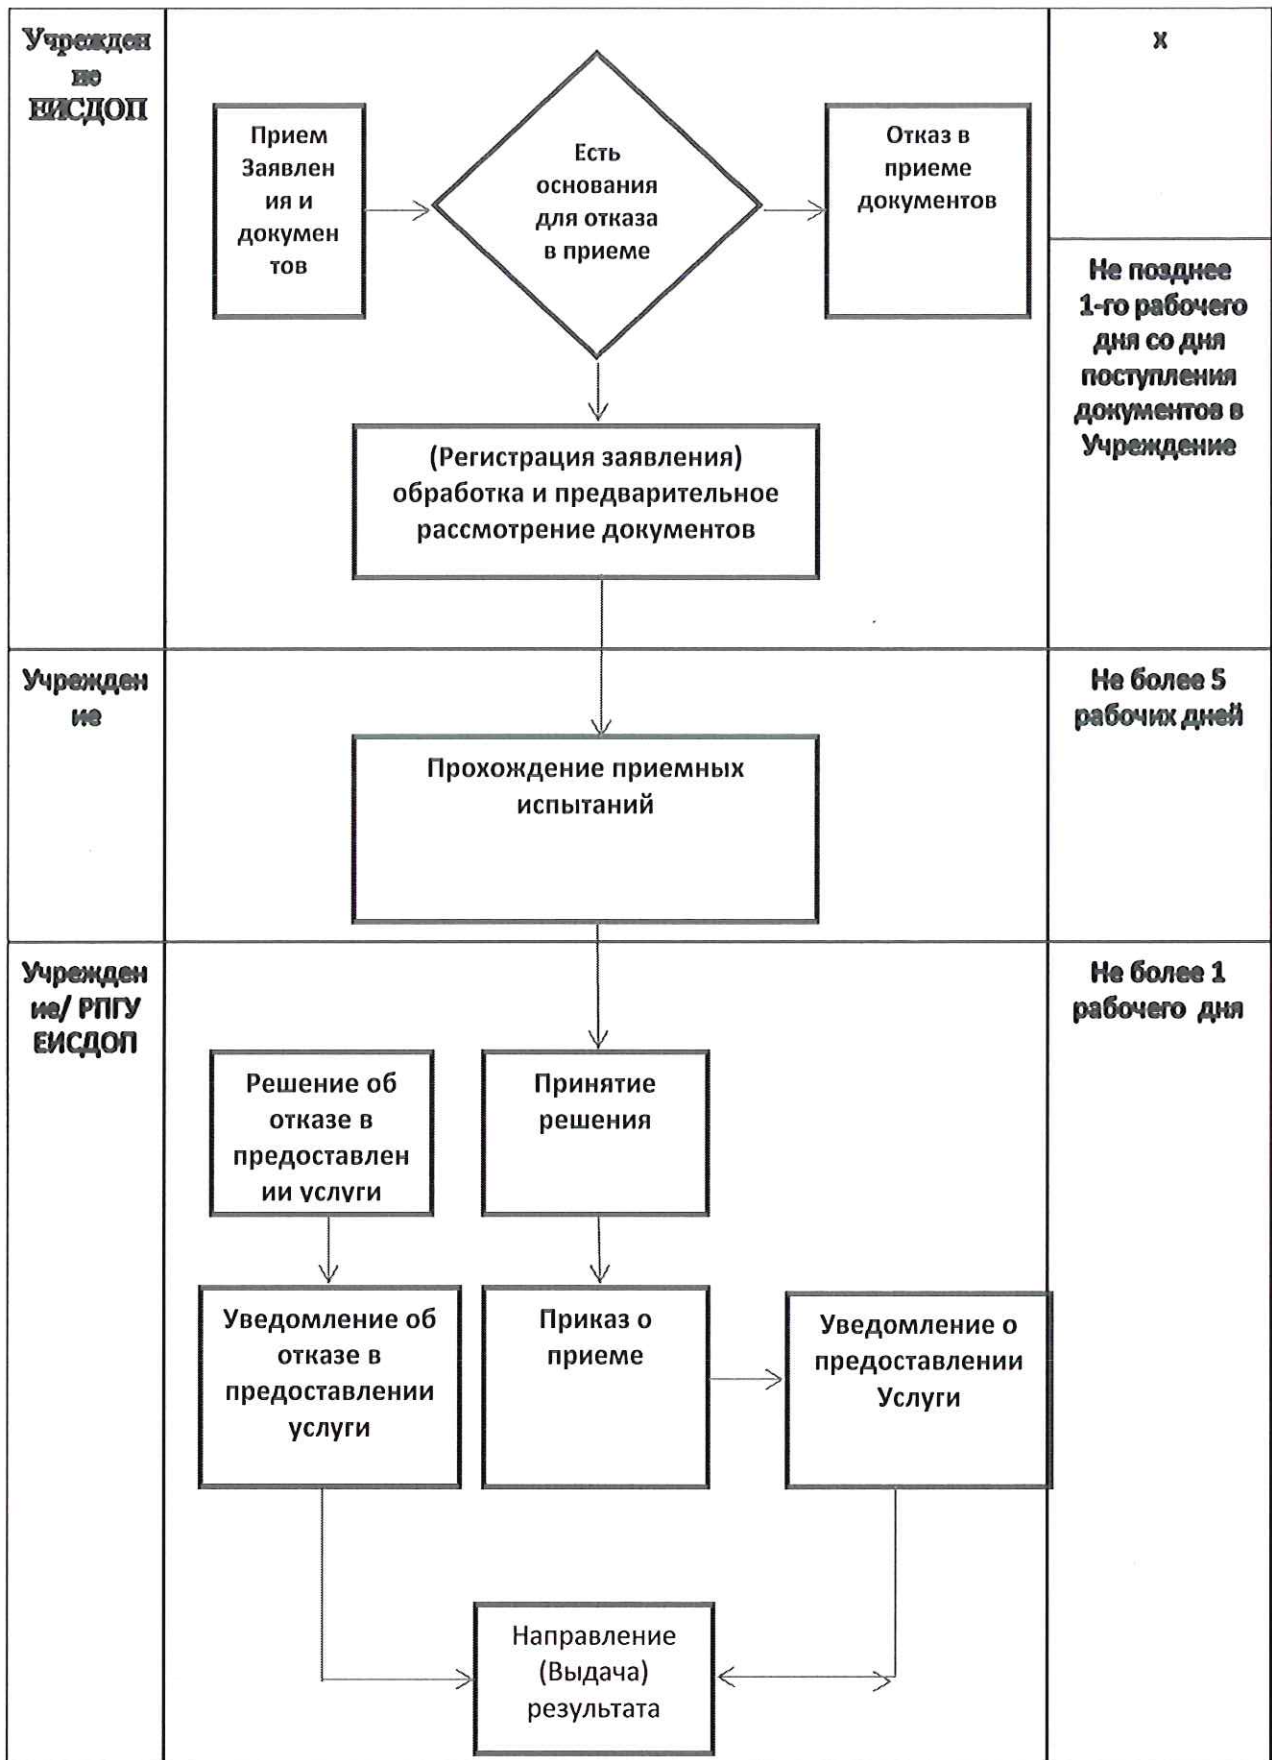 Учрежден
ие
ЕИСДОП
Прием
Заявлен
ия и
докумен
тов
Есть
основания
для отказа
в приеме
Отказ в
приеме
документов
х
Не позднее
1-го рабочего
дня со дня
поступления
документов в
Учреждение
(Регистрация заявления)
обработка и предварительное
рассмотрение документов
Учрежден
ие
Прохождение приемных
испытаний
Не более 5
рабочих дней
Учрежден
ие/ РПГУ
ЕИСДОП
Не более 1
рабочего дня
Решение об
отказе в
предоставлен
ии услуги
Принятие
решения
Уведомление об
отказе в
предоставлении
услуги
Приказ о
приеме
Уведомление о
предоставлении
Услуги
Направление
(Выдача)
результата